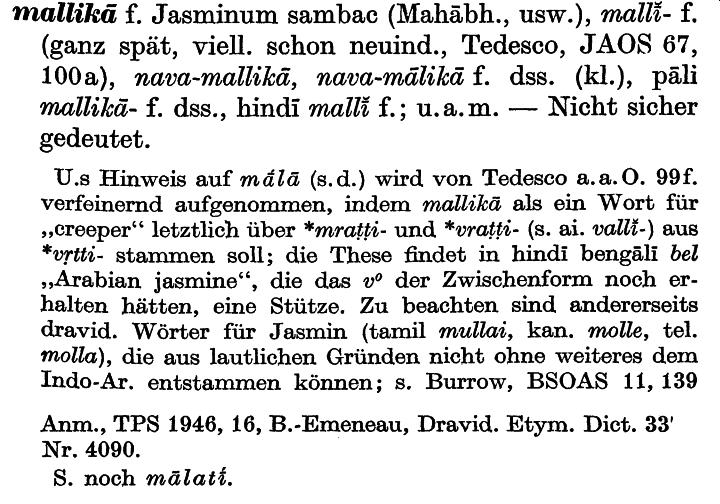 mallikā f. Jasminum sambac (Mahābh., usw.), mallī̆- f.
(ganz spät, viell. schon neuind., Tedesco, JAOS 67,
100a), nava-mallikā, nava-mālikā f. dss. (kl.), pāli
mallikā- f. dss., hindī mallī̆ f.; u. a. m. — Nicht sicher
gedeutet.
U.s Hinweis auf mā́lā (s. d.) wird von Tedesco a. a. O. 99f.
verfeinernd aufgenommen, indem mallikā als ein Wort für
„creeper“ letztlich über *mraṭṭi- und *vraṭṭi- (s. ai. vallī̆-) aus
*vṛtti- stammen soll; die These findet in hindī bengālī bel
„Arabian jasmine“, die das v⁰ der Zwischenform noch er-
halten hätten, eine Stütze. Zu beachten sind andererseits
dravid. Wörter für Jasmin (tamil mullai, kan. molle, tel.
molla), die aus lautlichen Gründen nicht ohne weiteres dem
Indo-Ar. entstammen können; s. Burrow, BSOAS 11, 139
Anm., TPS 1946, 16, B.-Emeneau, Dravid. Etym. Dict. 33'
Nr. 4090.
S. noch mālatī́.